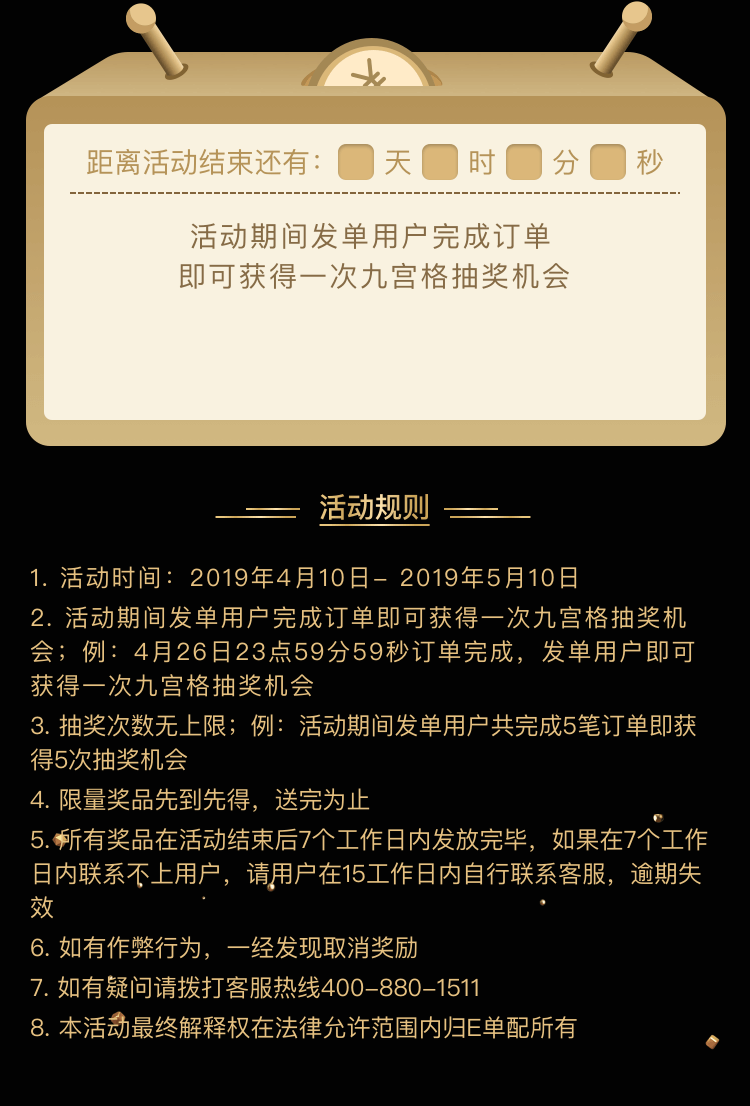 距离活动结束还有: 天 时 分 秒
活动期间发单用户完成订单
即可获得一次九宫格抽奖机会
活动规则
1. 活动时间: 2019年4月10日– 2019年5月10日
2. 活动期间发单用户完成订单即可获得一次九宫格抽奖机
会; 例: 4月26日23点59分59秒订单完成, 发单用户即可
获得一次九宫格抽奖机会
3. 抽奖次数无上限; 例: 活动期间发单用户共完成5笔订单即获
得5次抽奖机会
4. 限量奖品先到先得, 送完为止
5. 所有奖品在活动结束后7个工作日内发放完毕, 如果在7个工作
日内联系不上用户, 请用户在15工作日内自行联系客服, 逾期失
效
6. 如有作弊行为, 一经发现取消奖励
7. 如有疑问请拨打客服热线400–880–1511
8. 本活动最终解释权在法律允许范围内归E单配所有